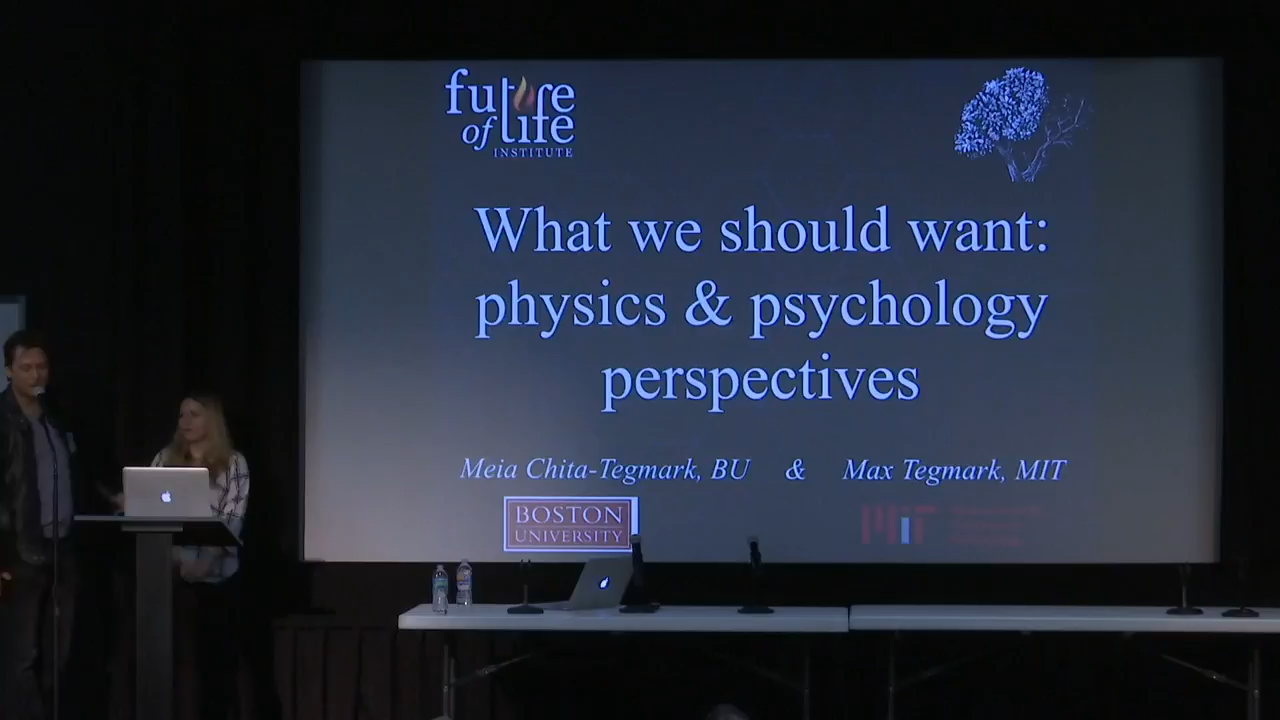 future
of life
INSTITUTE
What we should want:
physics & psychology
perspectives
Meia Chita-Tegmark, BU & Max Tegmark, MIT
BOSTON
UNIVERSITY
MIT